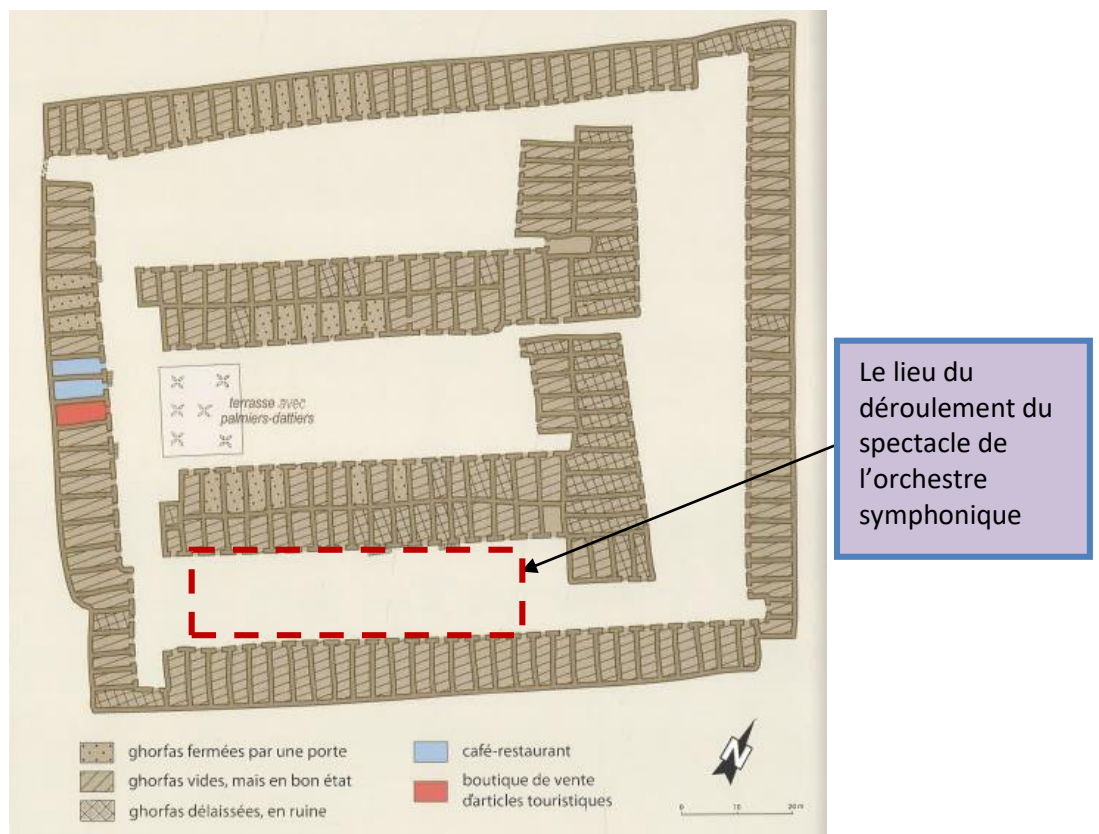 terrasse avec
palmiers-dattiers
Le lieu du
déroulement du
spectacle de
l'orchestre
symphonique
ghorfas fermées par une porte
ghorfas vides, mais en bon état
ghorfas délaissées, en ruine
café-restaurant
boutique de vente
d'articles touristiques
N
0 10 20 m